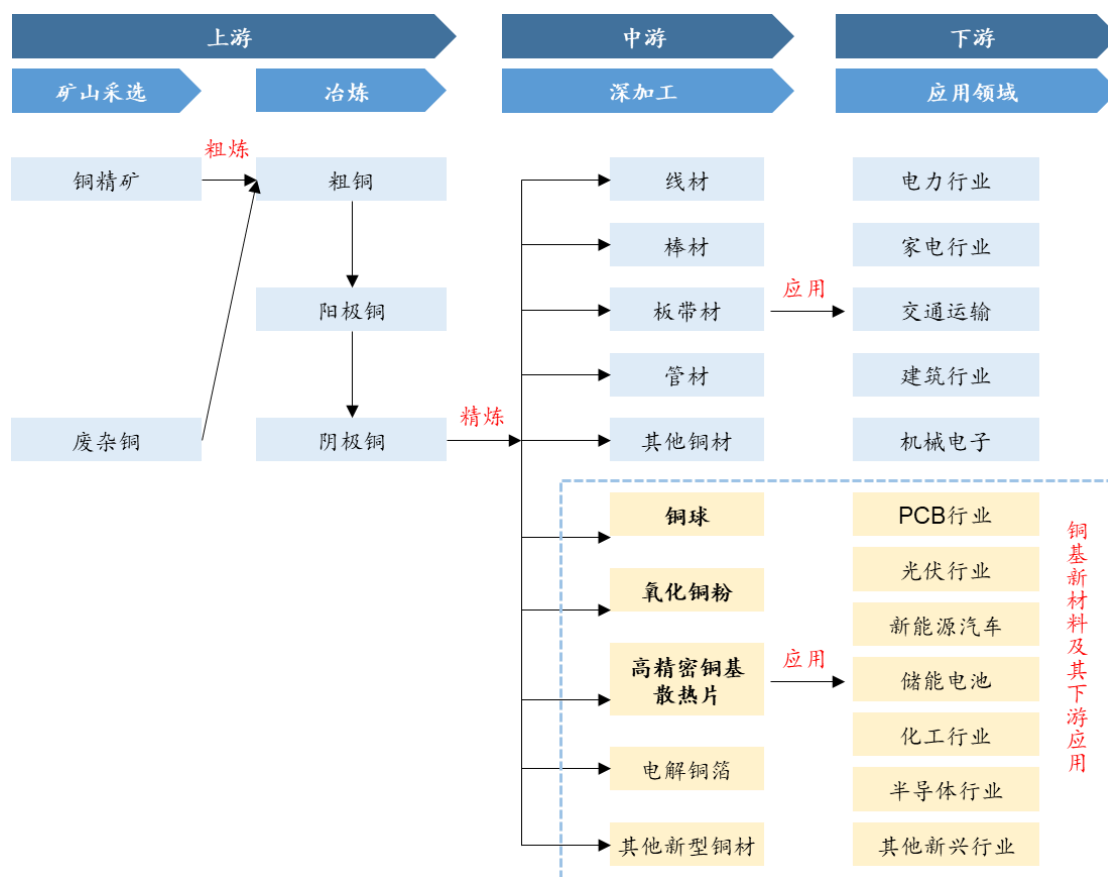 上游
中游
下游
矿山采选
冶炼
深加工
应用领域
粗炼
铜精矿
粗铜
线材
电力行业
棒材
家电行业
应用
阳极铜
板带材
交通运输
管材
建筑行业
精炼
废杂铜
阴极铜
其他铜材
机械电子
铜球
PCB行业
光伏行业
氧化铜粉
新能源汽车
高精密铜基
散热片
应用
储能电池
化工行业
电解铜箔
半导体行业
其他新型铜材
其他新兴行业
铜基新材料及其下游应用